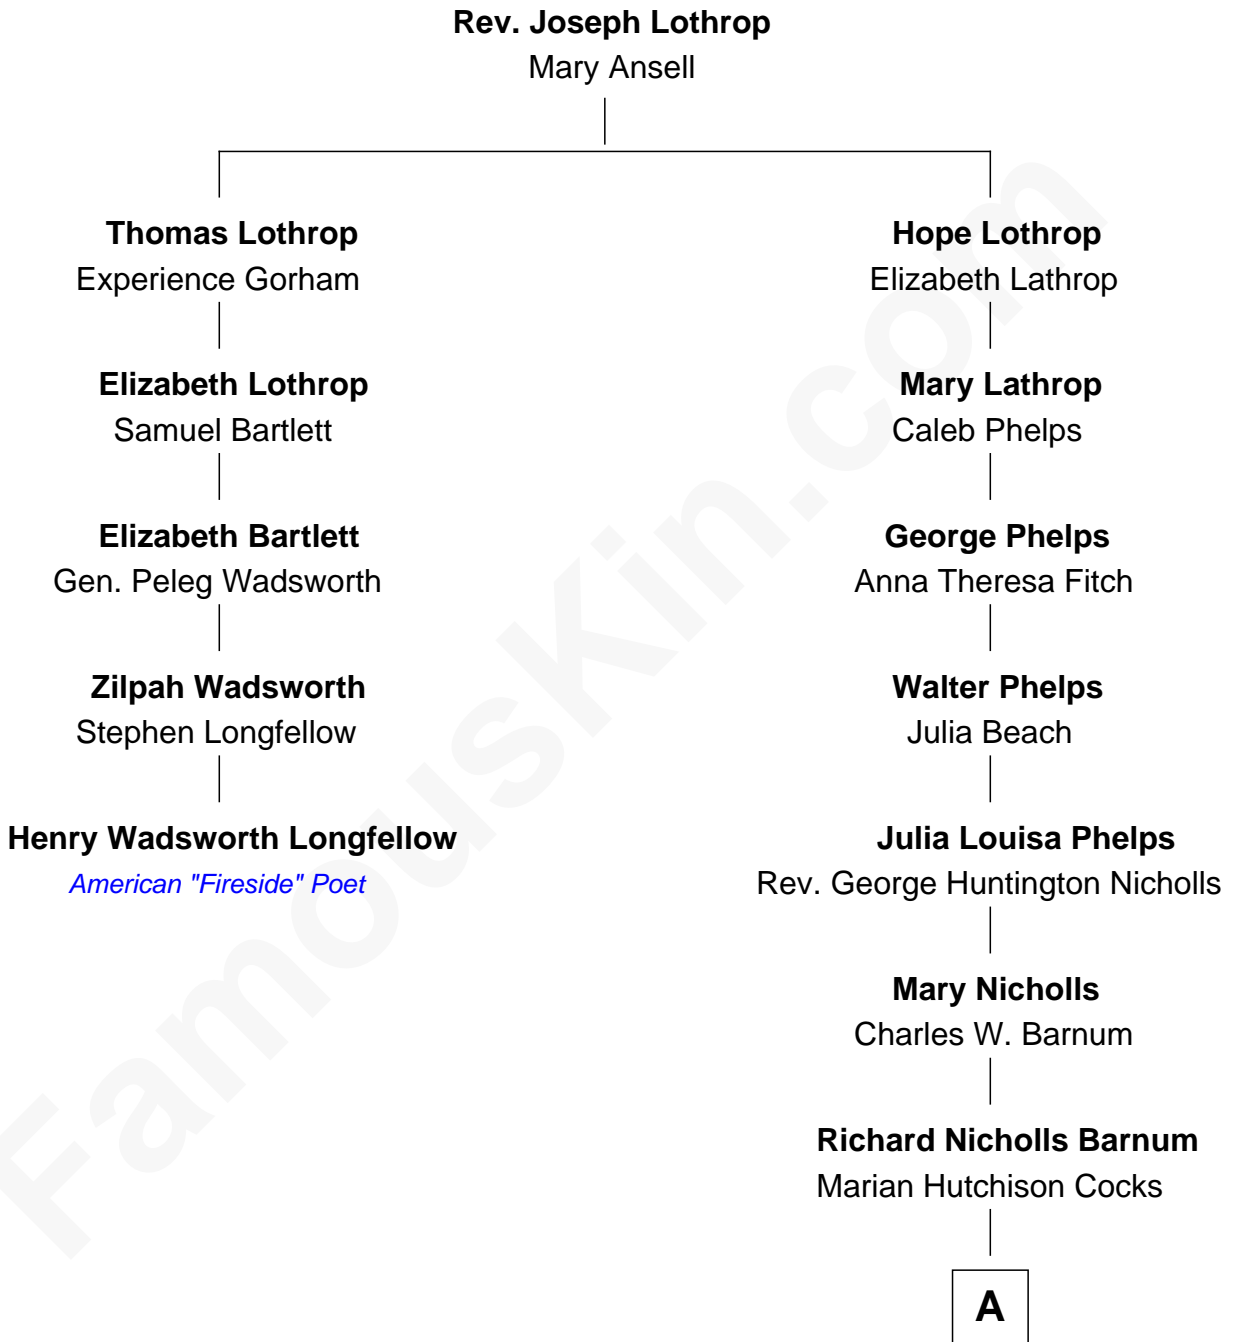 Rev. Joseph Lothrop
Mary Ansell
Thomas Lothrop
Experience Gorham
Hope Lothrop
Elizabeth Lathrop
Elizabeth Lothrop
Samuel Bartlett
Mary Lathrop
Caleb Phelps
Elizabeth Bartlett
Gen. Peleg Wadsworth
George Phelps
Anna Theresa Fitch
Zilpah Wadsworth
Stephen Longfellow
Walter Phelps
Julia Beach
Henry Wadsworth Longfellow
American "Fireside" Poet
Julia Louisa Phelps
Rev. George Huntington Nicholls
Mary Nicholls
Charles W. Barnum
Richard Nicholls Barnum
Marian Hutchison Cocks
A
FamousKin.com